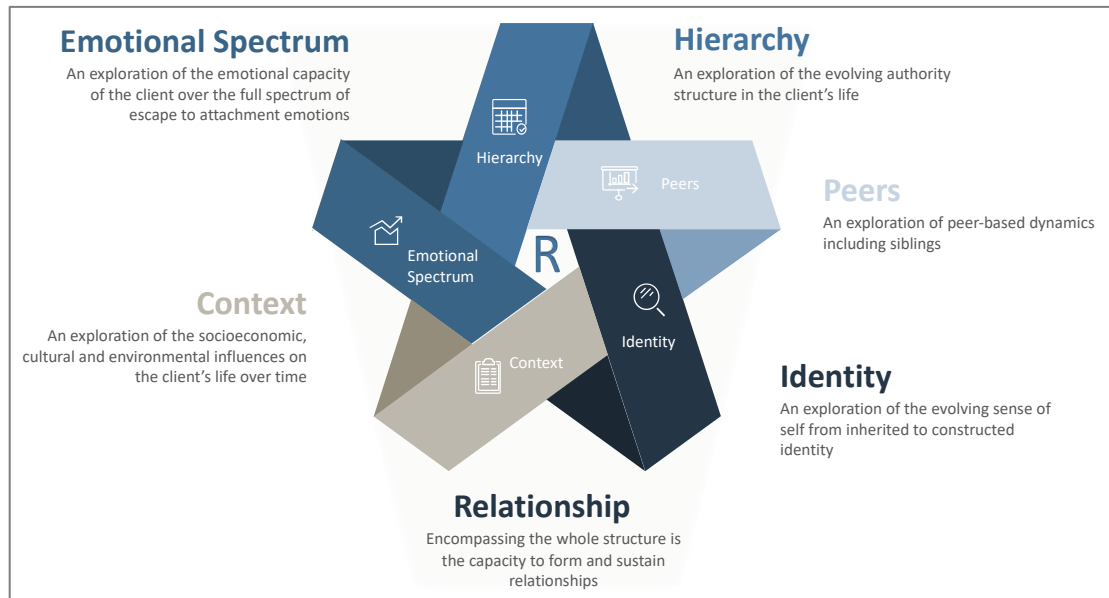 Emotional Spectrum
An exploration of the emotional capacity
of the client over the full spectrum of
escape to attachment emotions
Hierarchy
An exploration of the evolving authority
structure in the client’s life
Hierarchy
Peers
Peers
An exploration of peer-based dynamics
including siblings
Emotional
Spectrum
R
Context
An exploration of the socioeconomic,
cultural and environmental influences on
the client’s life over time
Context
Identity
Identity
An exploration of the evolving sense of
self from inherited to constructed
identity
Relationship
Encompassing the whole structure is
the capacity to form and sustain
relationships